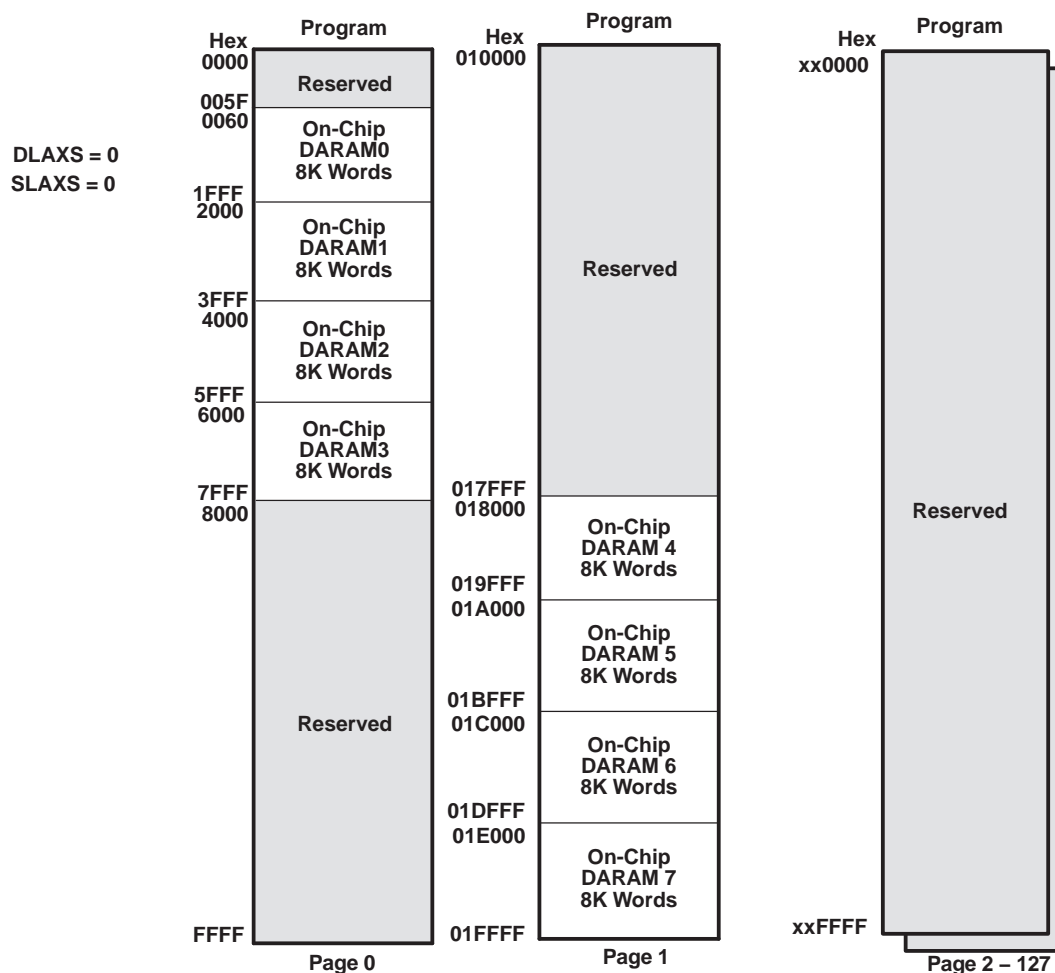 DLAXS = 0
SLAXS = 0
Hex
Program
0000
Reserved
005F
0060
On-Chip
DARAM0
8K Words
1FFF
2000
On-Chip
DARAM1
8K Words
3FFF
4000
On-Chip
DARAM2
8K Words
5FFF
6000
On-Chip
DARAM3
8K Words
7FFF
8000
Reserved
FFFF
Page 0
Hex
Program
010000
Reserved
017FFF
018000
On-Chip
DARAM 4
8K Words
019FFF
01A000
On-Chip
DARAM 5
8K Words
01BFFF
01C000
On-Chip
DARAM 6
8K Words
01DFFF
01E000
On-Chip
DARAM 7
8K Words
01FFFF
Page 1
Hex
Program
xx0000
Reserved
xxFFFF
Page 2 – 127